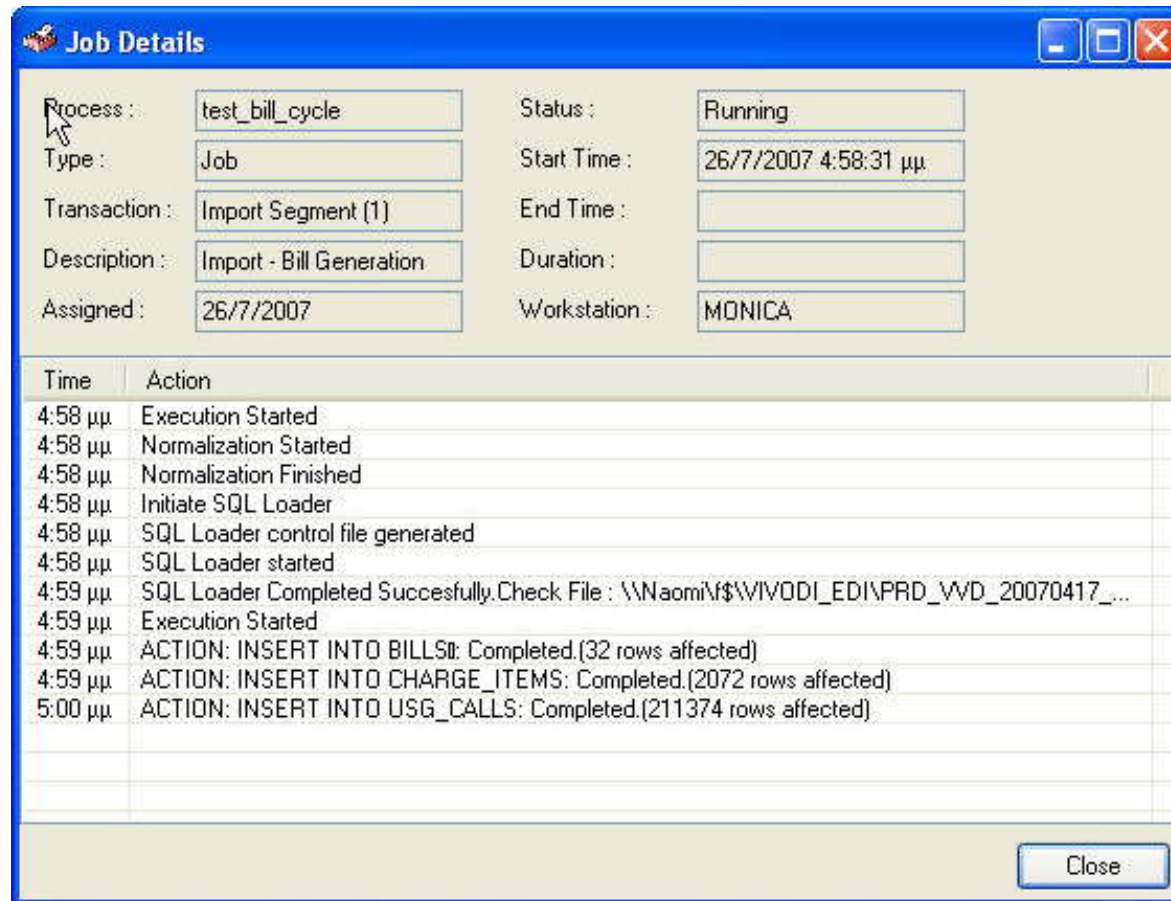 Job Details
Process : test_bill_cycle Status : Running
Type : Job Start Time : 26/7/2007 4:58:31 μμ
Transaction : Import Segment (1) End Time :
Description : Import - Bill Generation Duration :
Assigned : 26/7/2007 Workstation : MONICA
Time Action
4:58 μμ Execution Started
4:58 μμ Normalization Started
4:58 μμ Normalization Finished
4:58 μμ Initiate SQL Loader
4:58 μμ SQL Loader control file generated
4:58 μμ SQL Loader started
4:59 μμ SQL Loader Completed Succesfully.Check File : \\Naomi\f$\VIVODI_EDI\PRD_VVD_20070417_...
4:59 μμ Execution Started
4:59 μμ ACTION: INSERT INTO BILLS: Completed.(32 rows affected)
4:59 μμ ACTION: INSERT INTO CHARGE_ITEMS: Completed.(2072 rows affected)
5:00 μμ ACTION: INSERT INTO USG_CALLS: Completed.(211374 rows affected)
Close